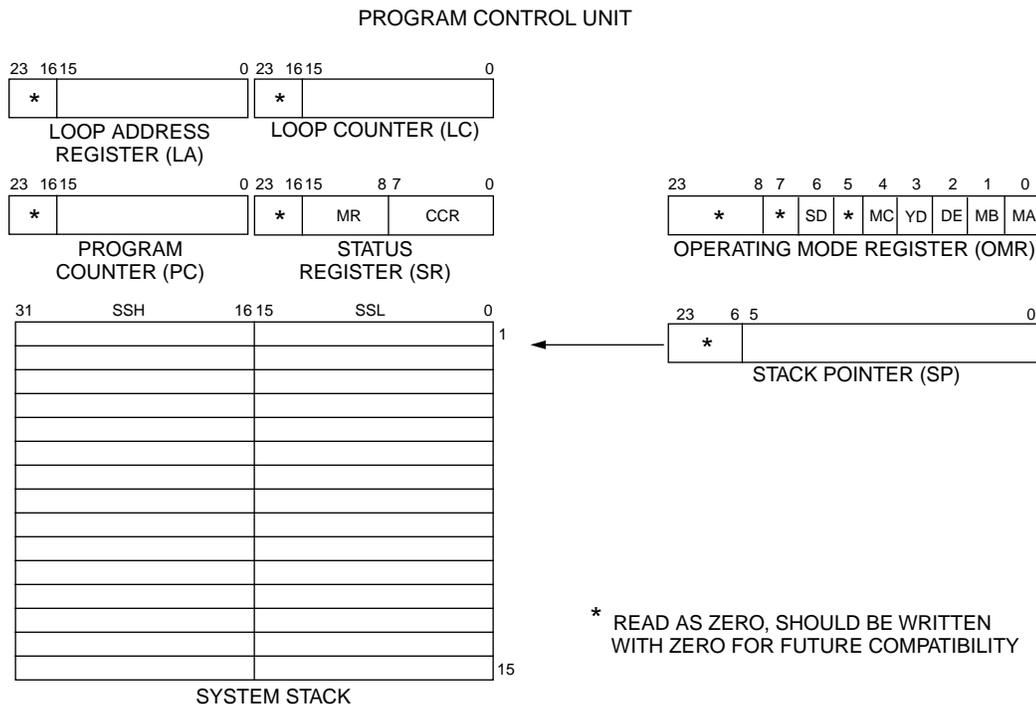 PROGRAM CONTROL UNIT
23 16 15 0 23 16 15 0
* *
LOOP ADDRESS
REGISTER (LA)
LOOP COUNTER (LC)
23 16 15 0 23 16 15 8 7 0
* * MR CCR
PROGRAM
COUNTER (PC)
STATUS
REGISTER (SR)
23 8 7 6 5 4 3 2 1 0
* * SD * MC YD DE MB MA
OPERATING MODE REGISTER (OMR)
31 SSH 16 15 SSL 0
1
15
SYSTEM STACK
23 6 5 0
*
STACK POINTER (SP)
* READ AS ZERO, SHOULD BE WRITTEN
WITH ZERO FOR FUTURE COMPATIBILITY